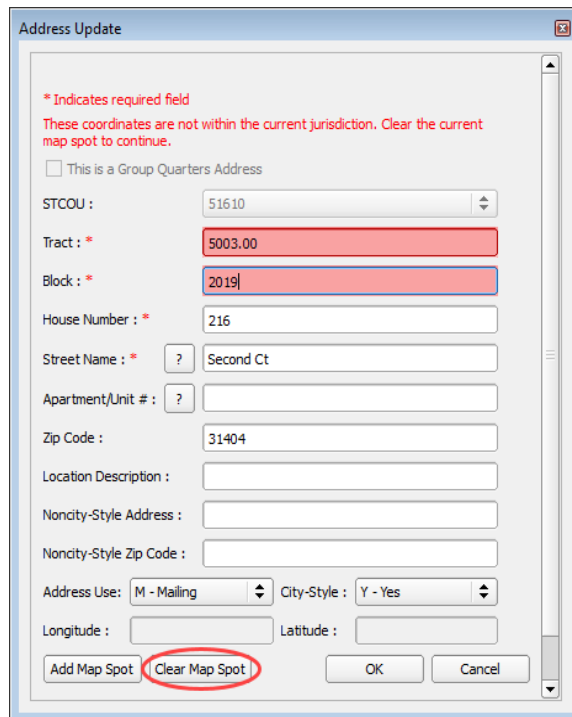 Address Update
* Indicates required field
These coordinates are not within the current jurisdiction. Clear the current
map spot to continue.
This is a Group Quarters Address
STCOU : 51610
Tract : * 5003.00
Block : * 2019
House Number : * 216
Street Name : * ? Second Ct
Apartment/Unit # : ?
Zip Code : 31404
Location Description :
Noncity-Style Address :
Noncity-Style Zip Code :
Address Use: M - Mailing City-Style : Y - Yes
Longitude : Latitude :
Add Map Spot Clear Map Spot OK Cancel